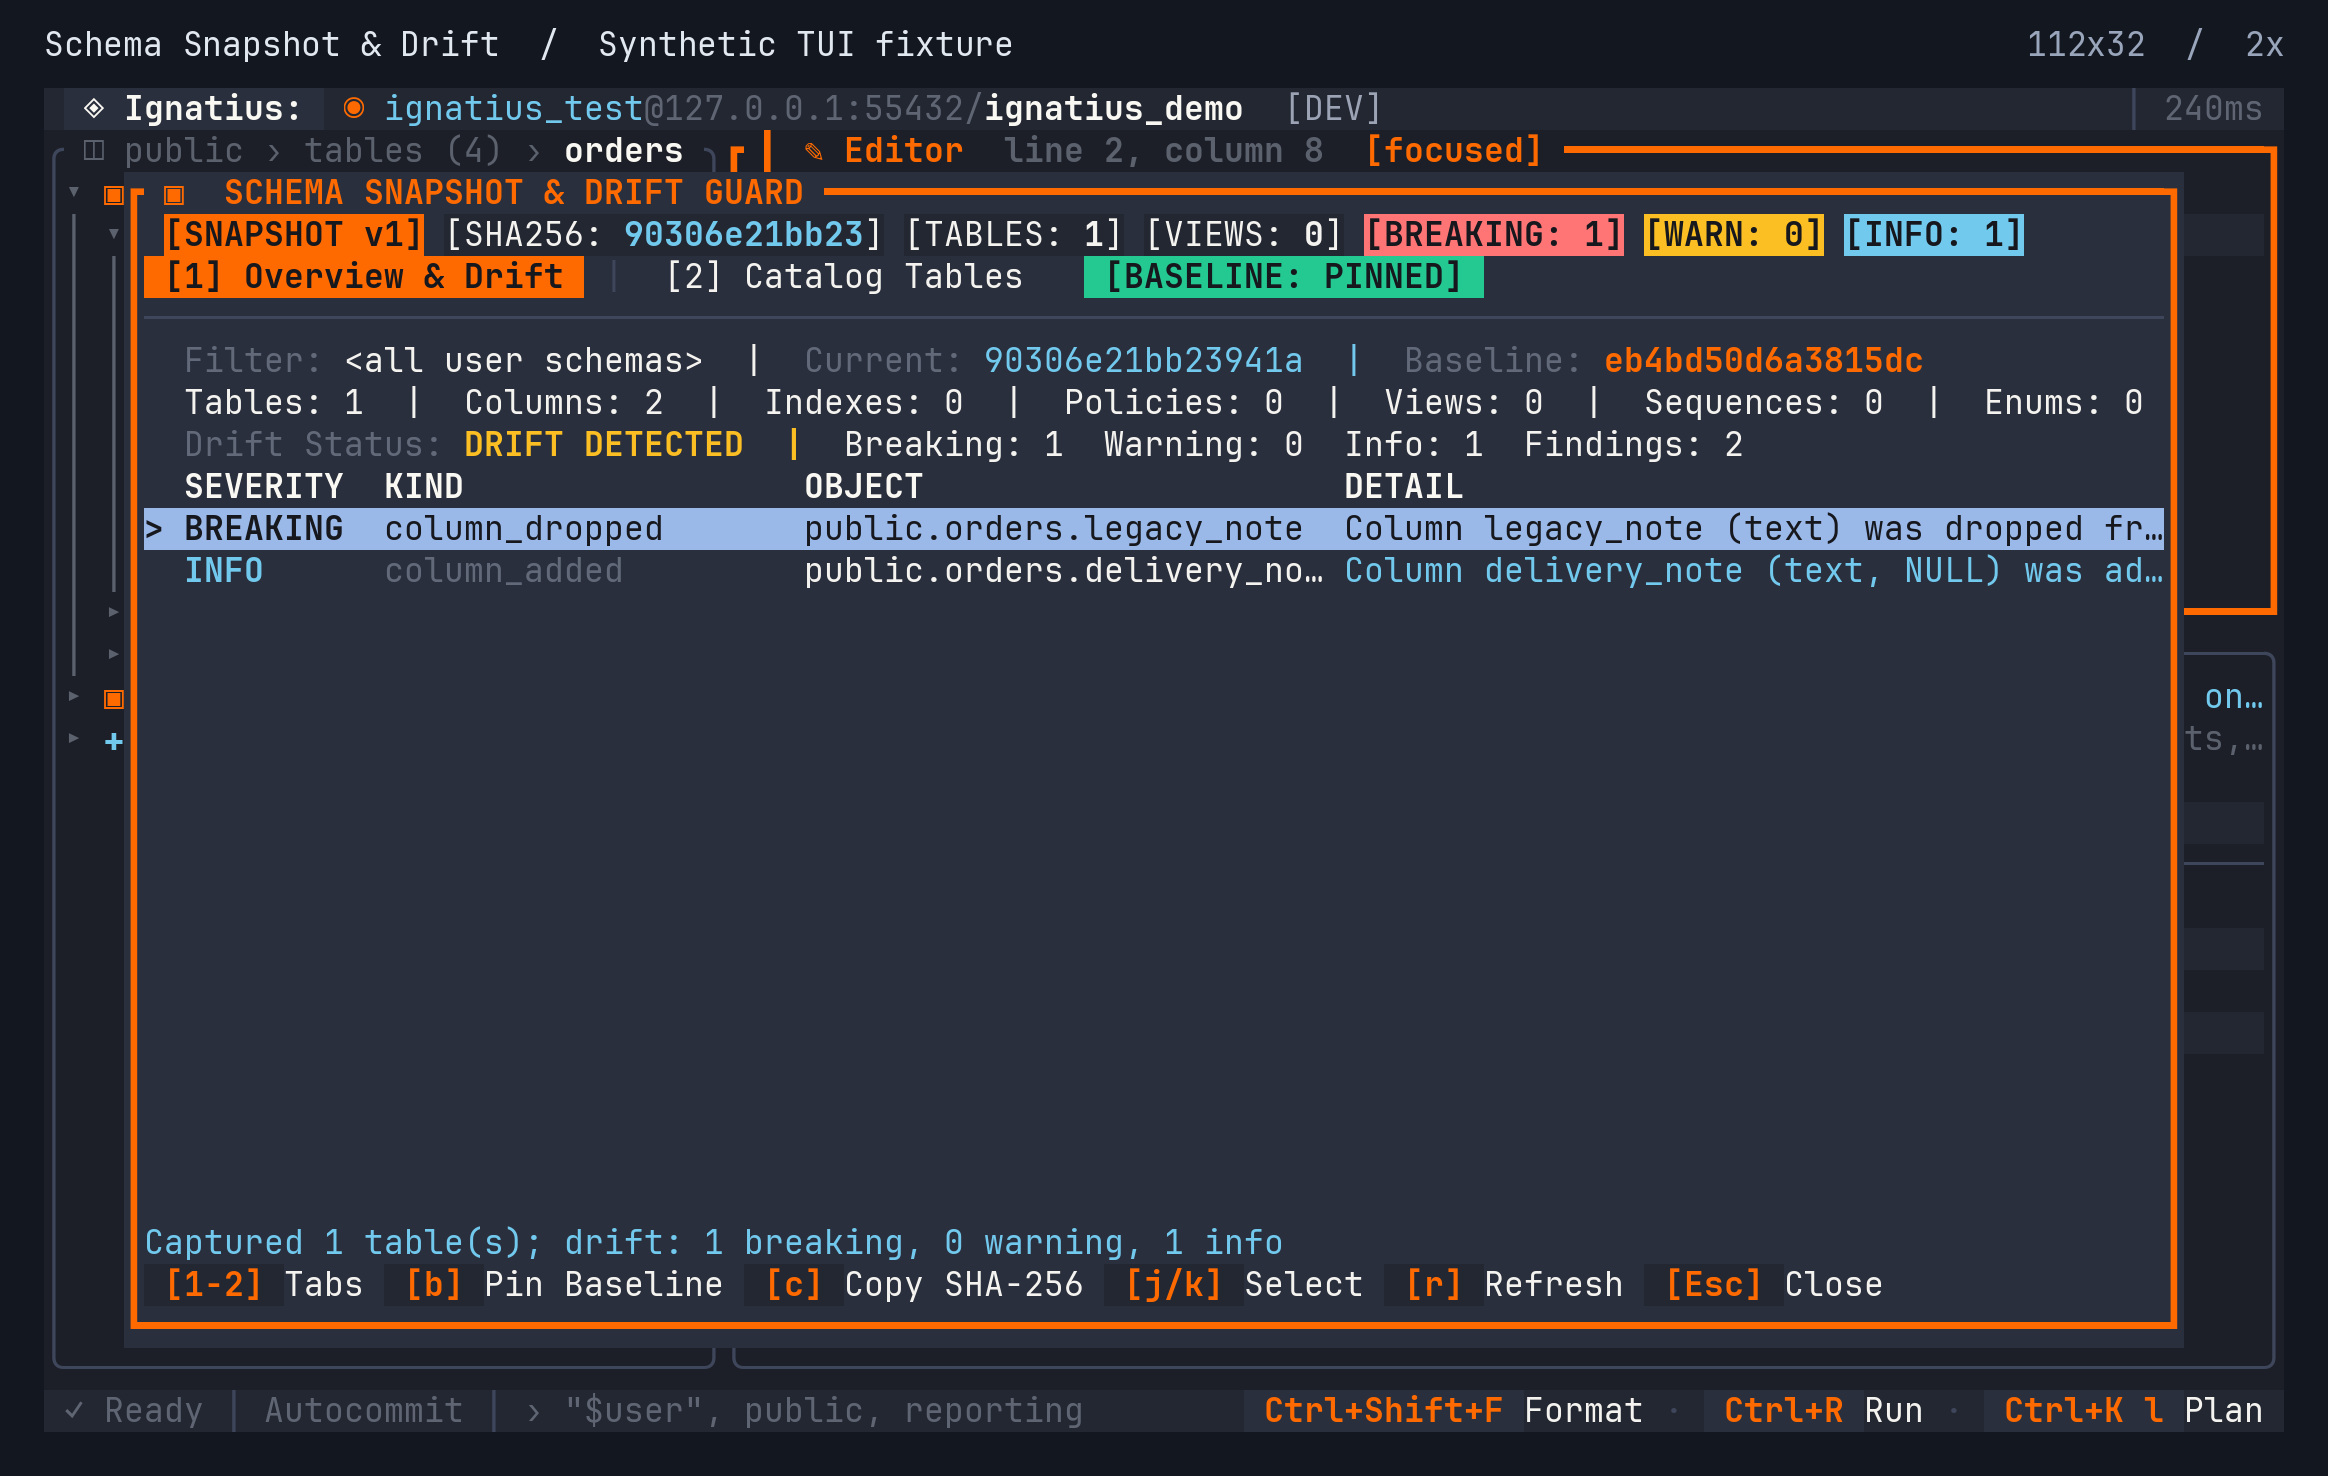 Schema Snapshot & Drift / Synthetic TUI fixture 112x32 / 2x
◈ Ignatius: ◉ ignatius_test@127.0.0.1:55432/ignatius_demo [DEV] │ 240ms
public › tables (4) › orders ✎ Editor line 2, column 8 [focused]
▣ SCHEMA SNAPSHOT & DRIFT GUARD
[SNAPSHOT v1] [SHA256: 90306e21bb23] [TABLES: 1] [VIEWS: 0] [BREAKING: 1] [WARN: 0] [INFO: 1]
[1] Overview & Drift │ [2] Catalog Tables [BASELINE: PINNED]
Filter: <all user schemas> | Current: 90306e21bb23941a | Baseline: eb4bd50d6a3815dc
Tables: 1 | Columns: 2 | Indexes: 0 | Policies: 0 | Views: 0 | Sequences: 0 | Enums: 0
Drift Status: DRIFT DETECTED | Breaking: 1 Warning: 0 Info: 1 Findings: 2
SEVERITY KIND OBJECT DETAIL
> BREAKING column_dropped public.orders.legacy_note Column legacy_note (text) was dropped fr…
INFO column_added public.orders.delivery_no… Column delivery_note (text, NULL) was ad…
on…
ts,…
Captured 1 table(s); drift: 1 breaking, 0 warning, 1 info
[1-2] Tabs [b] Pin Baseline [c] Copy SHA-256 [j/k] Select [r] Refresh [Esc] Close
✓ Ready │ Autocommit │ › "$user", public, reporting Ctrl+Shift+F Format · Ctrl+R Run · Ctrl+K l Plan